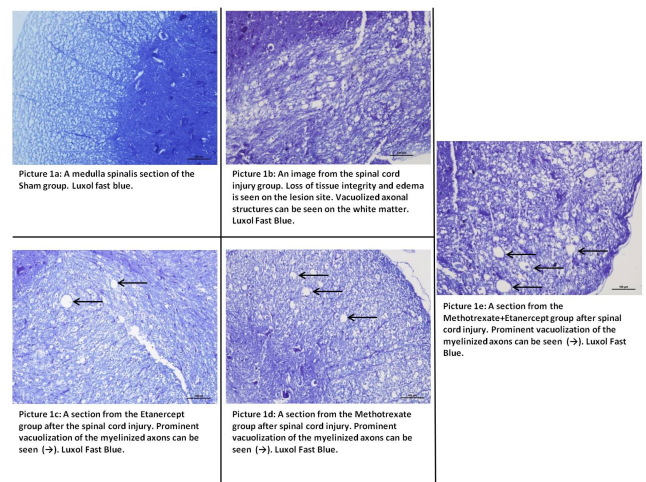 Picture 1a: A medulla spinalis section of the
Sham group. Luxol fast blue.
Picture 1b: An image from the spinal cord
injury group. Loss of tissue integrity and edema
is seen on the lesion site. Vacuolized axonal
structures can be seen on the white matter.
Luxol Fast Blue.
Picture 1c: A section from the Etanercept
group after the spinal cord injury. Prominent
vacuolization of the myelinized axons can be
seen (→). Luxol Fast Blue.
Picture 1d: A section from the Methotrexate
group after spinal cord injury. Prominent
vacuolization of the myelinized axons can be
seen (→). Luxol Fast Blue.
Picture 1e: A section from the
Methotrexate+Etanercept group after spinal
cord injury. Prominent vacuolization of the
myelinized axons can be seen (→). Luxol Fast
Blue.